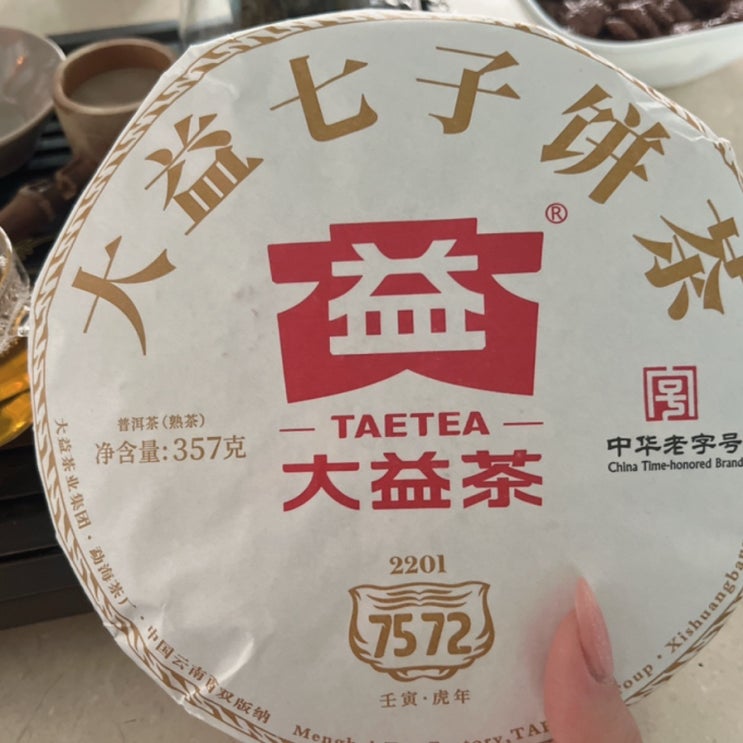 大益七子饼茶
益
®
TAETEA
大益茶
普洱茶（熟茶）
净含量:357克
号
中华老字号
China Time-honored Brand
2201
7572
壬寅·虎年
大益茶业集团·勐海茶厂·中国云南西双版纳